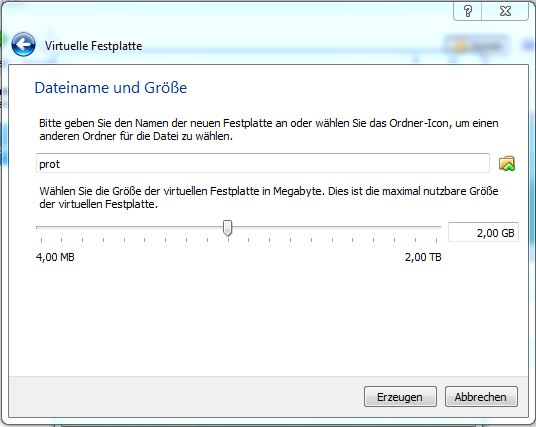 Virtuelle Festplatte
Dateiname und Größe
Bitte geben Sie den Namen der neuen Festplatte an oder wählen Sie das Ordner-Icon, um einen
anderen Ordner für die Datei zu wählen.
prot
Wählen Sie die Größe der virtuellen Festplatte in Megabyte. Dies ist die maximal nutzbare Größe
der virtuellen Festplatte.
2,00 GB
4,00 MB
2,00 TB
Erzeugen
Abbrechen